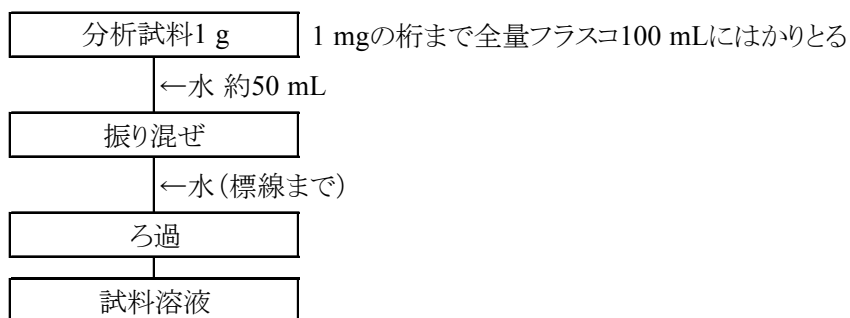 分析試料1 g 1 mgの桁まで全量フラスコ100 mLにはかりとる
←水 約50 mL
振り混ぜ
←水(標線まで)
ろ過
試料溶液